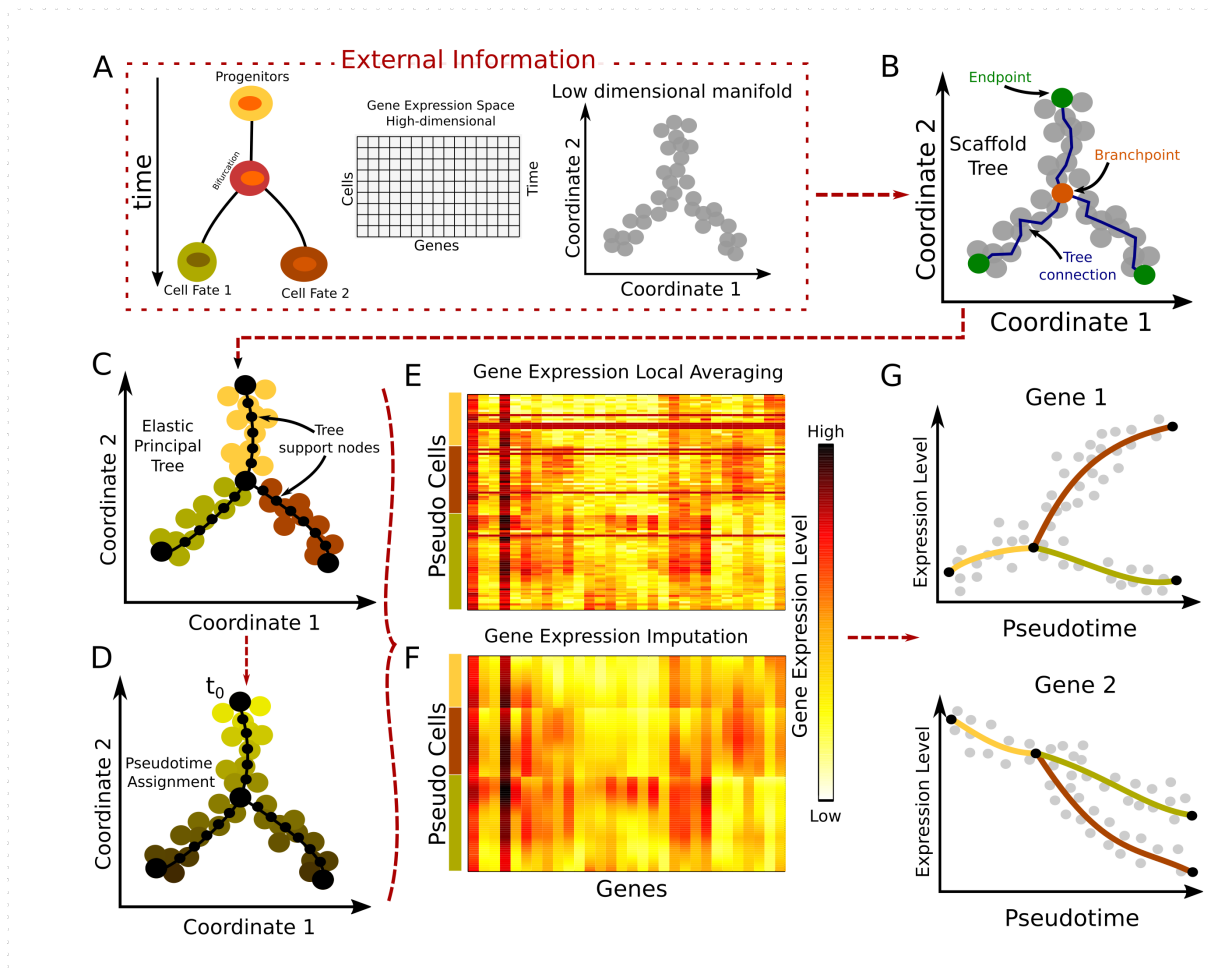 A
External Information
Progenitors
time
Bifurcation
Cell Fate 1
Cell Fate 2
Gene Expression Space
High-dimensional
Cells
Time
Genes
Low dimensional manifold
Coordinate 2
Coordinate 1
B
Endpoint
Scaffold
Tree
Branchpoint
Tree
connection
Coordinate 2
Coordinate 1
C
Elastic
Principal
Tree
Tree
support nodes
Coordinate 2
Coordinate 1
D
t0
Pseudotime
Assignment
Coordinate 2
Coordinate 1
E
Gene Expression Local Averaging
Pseudo Cells
F
Gene Expression Imputation
Pseudo Cells
Genes
High
Gene Expression Level
Low
G
Gene 1
Expression Level
Pseudotime
Gene 2
Expression Level
Pseudotime